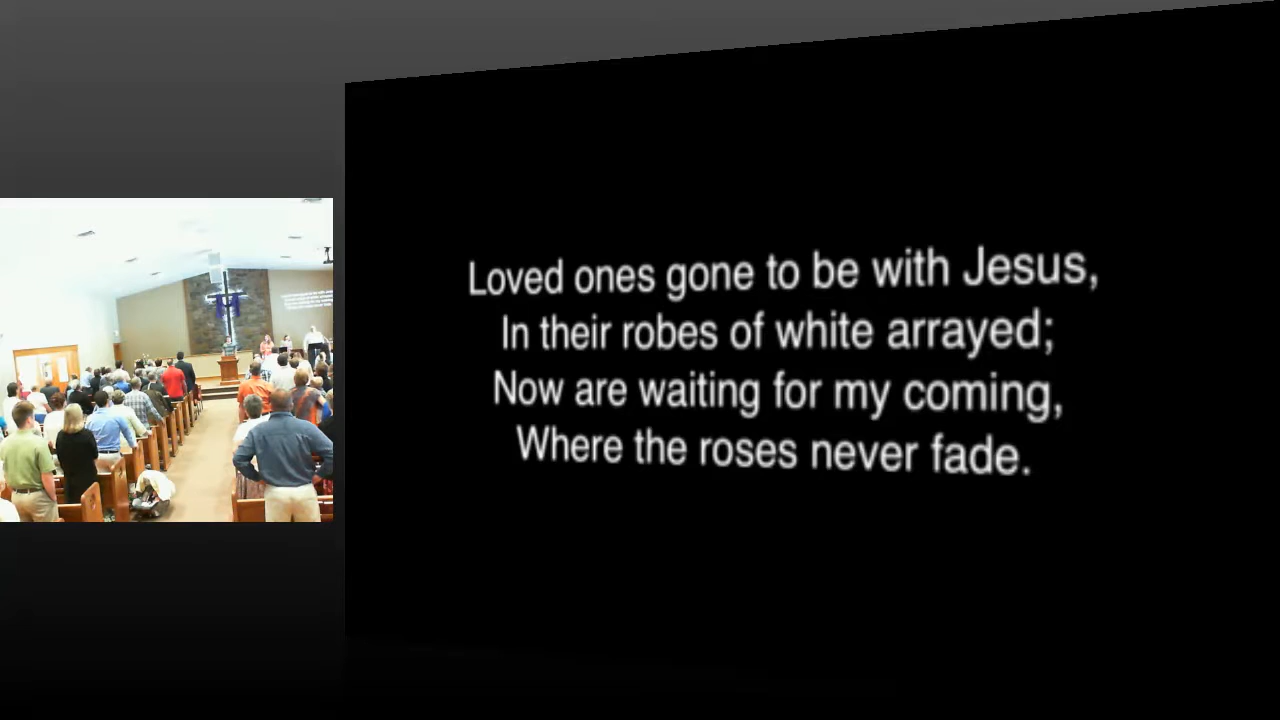 Loved ones gone to be with Jesus,
In their robes of white arrayed;
Now are waiting for my coming,
Where the roses never fade.